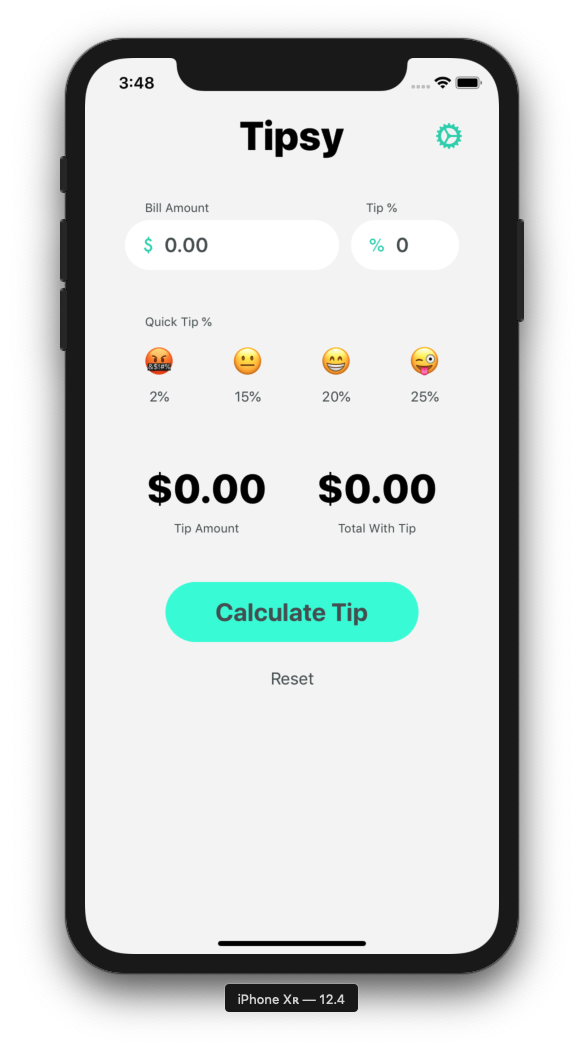 3:48
Tipsy
Bill Amount Tip %
$ 0.00 % 0
Quick Tip %
&$!#%
2% 15% 20% 25%
$0.00 $0.00
Tip Amount Total With Tip
Calculate Tip
Reset
iPhone Xʀ — 12.4